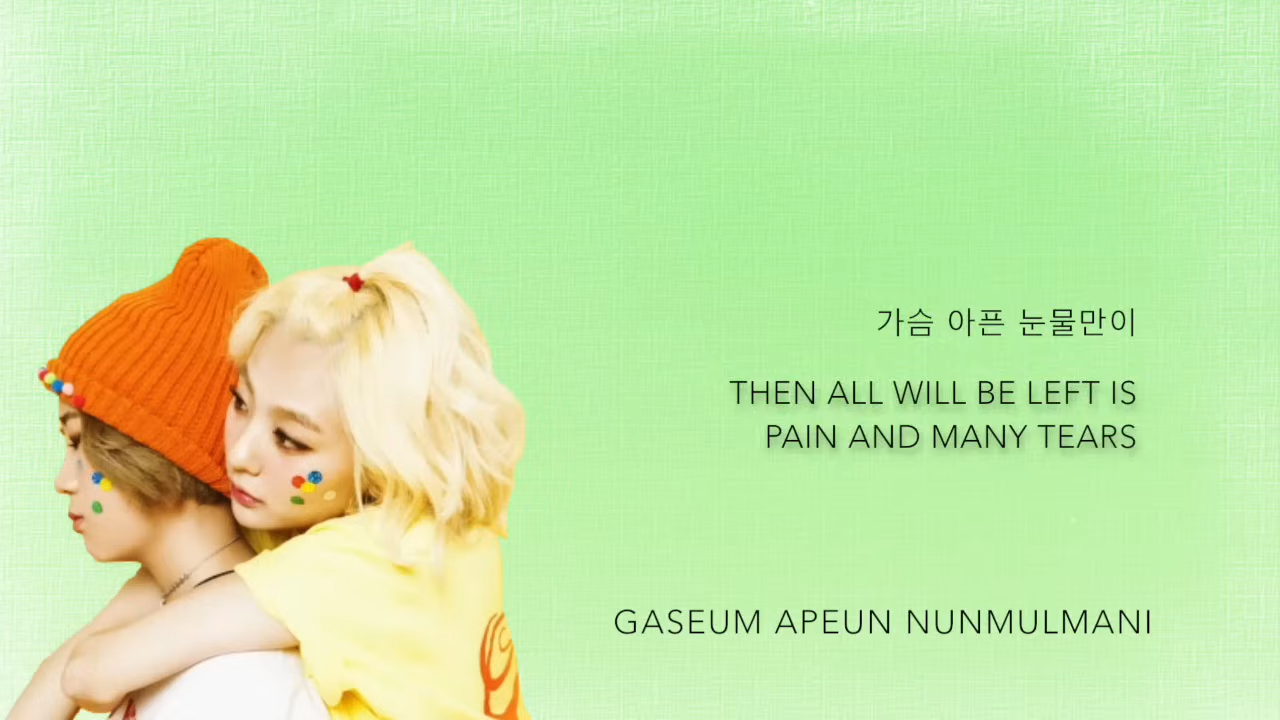 가슴 아픈 눈물만이
THEN ALL WILL BE LEFT IS
PAIN AND MANY TEARS
GASEUM APEUN NUNMULMANI